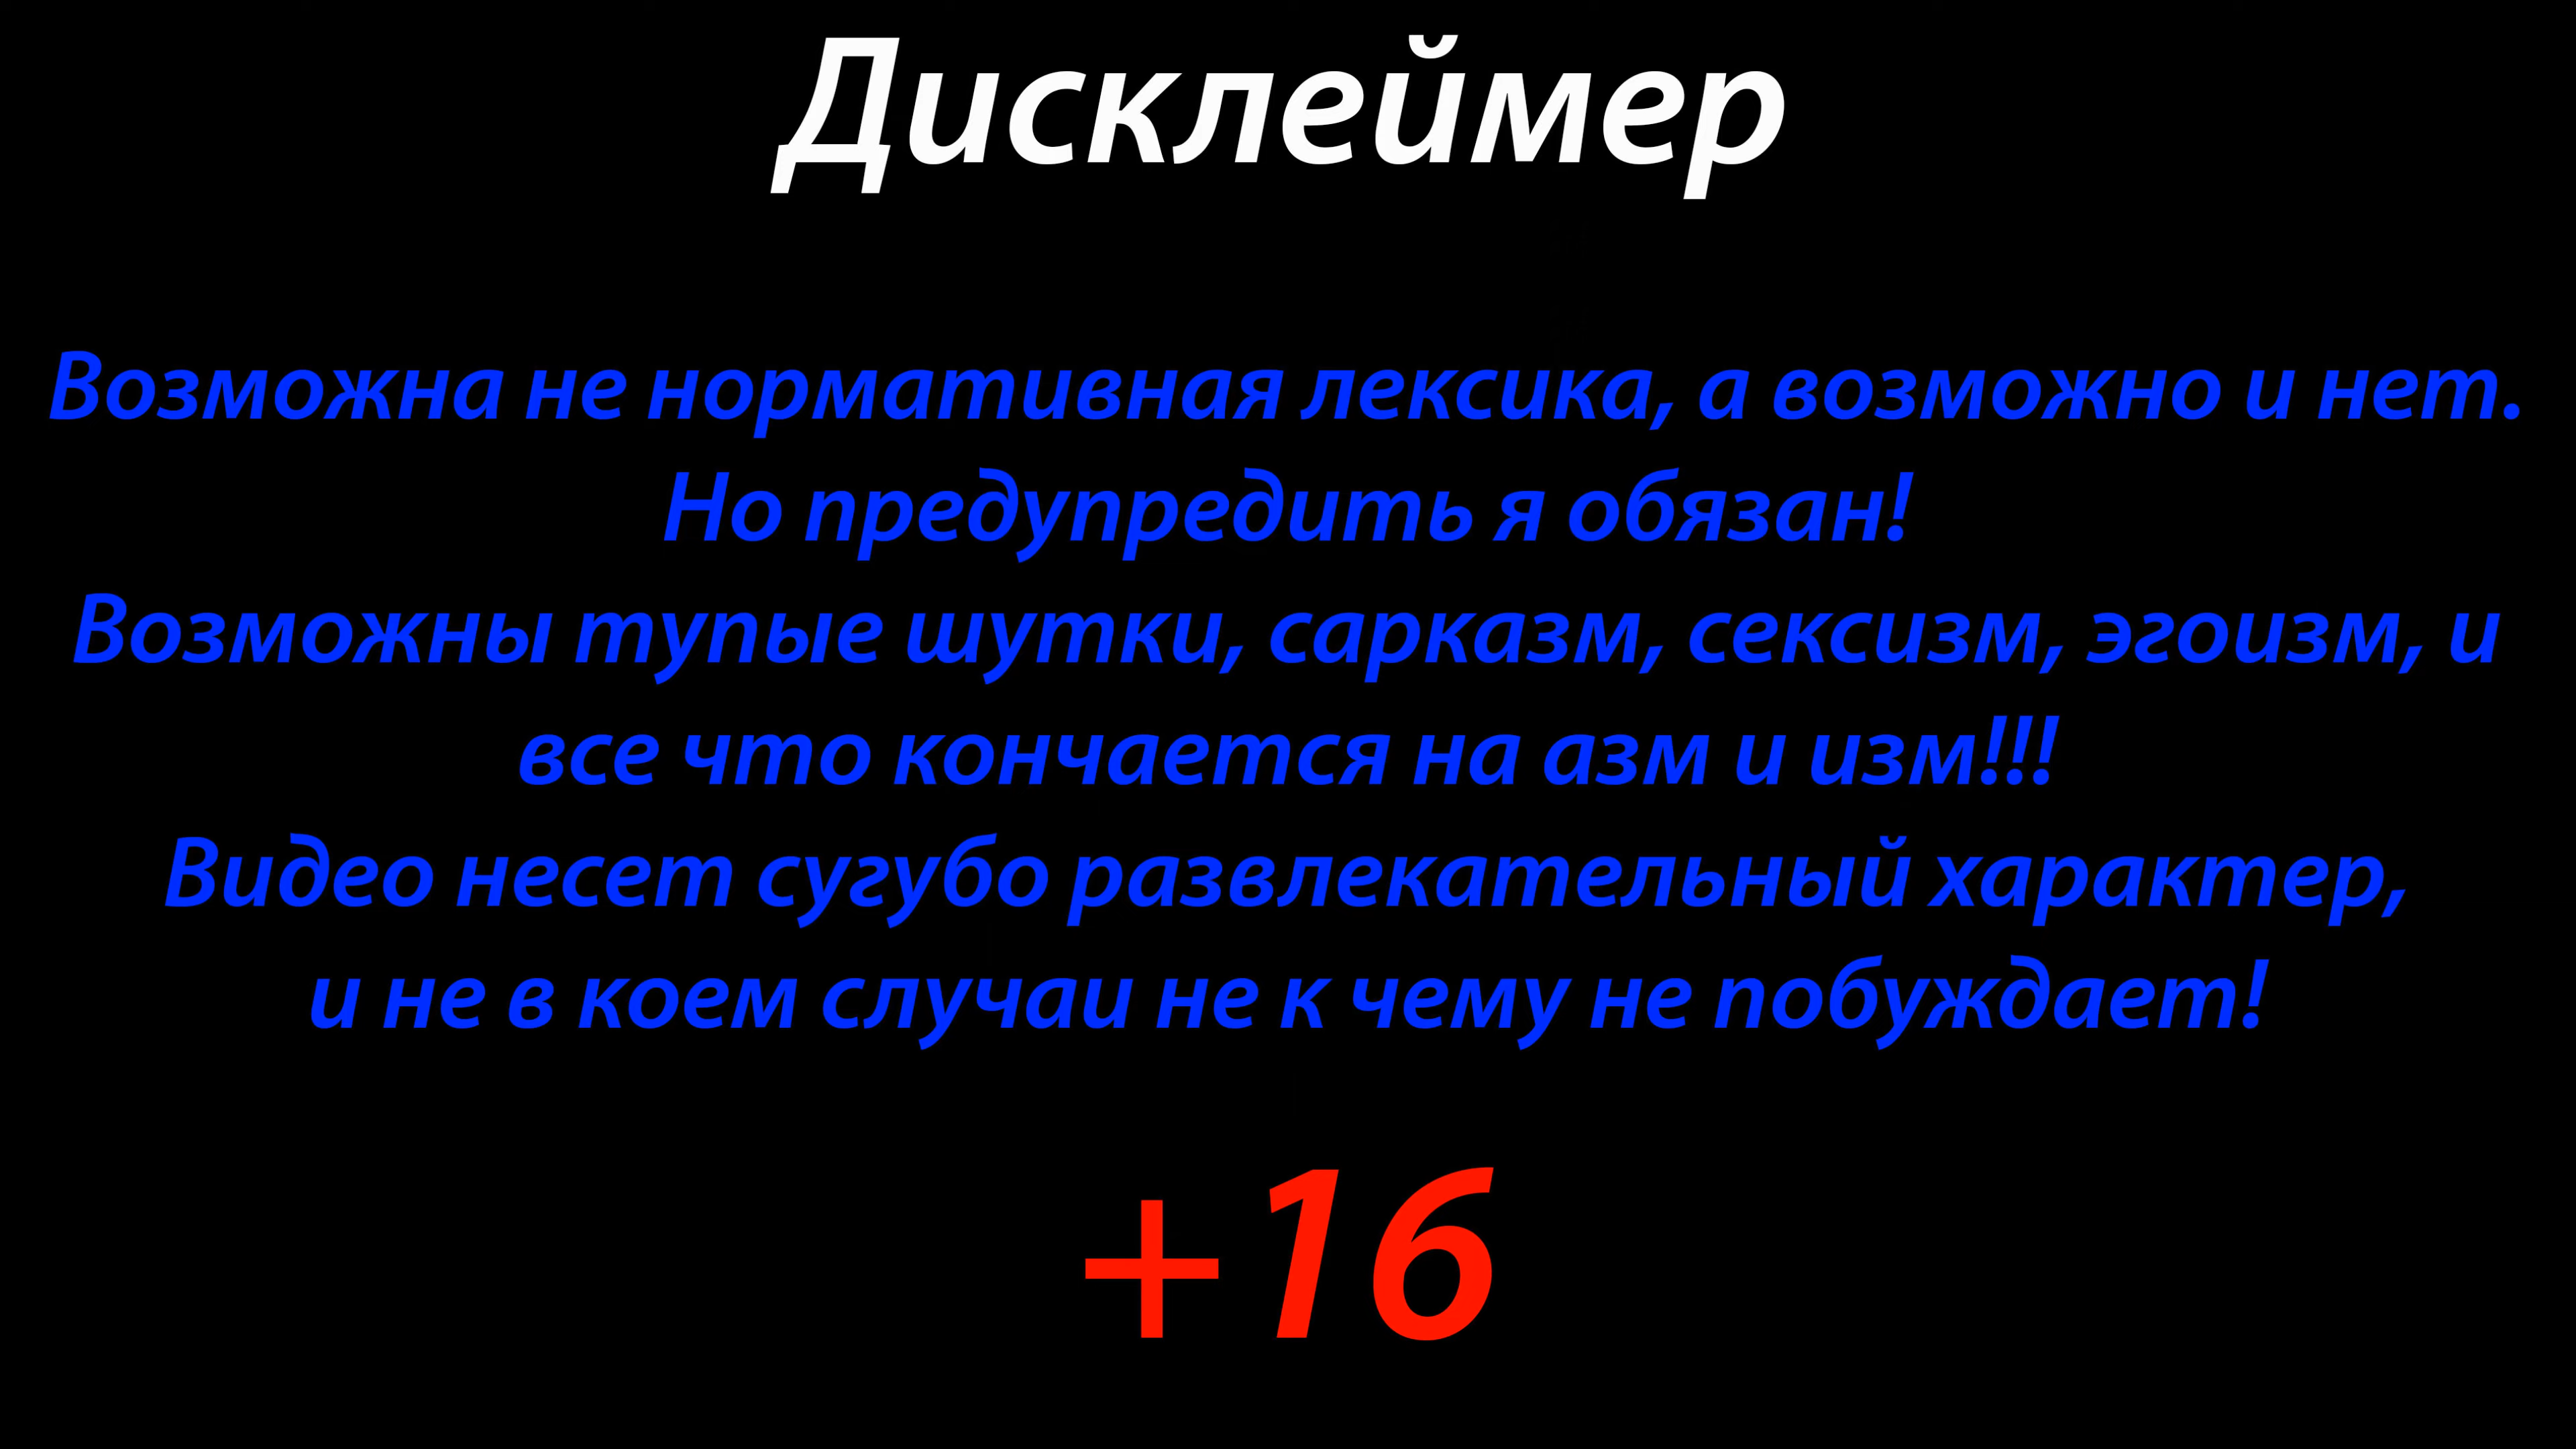 Дисклеймер
Возможна не нормативная лексика, а возможно и нет.
Но предупредить я обязан!
Возможны тупые шутки, сарказм, сексизм, эгоизм, и
все что кончается на азм и изм!!!
Видео несет сугубо развлекательный характер,
и не в коем случаи не к чему не побуждает!
+16